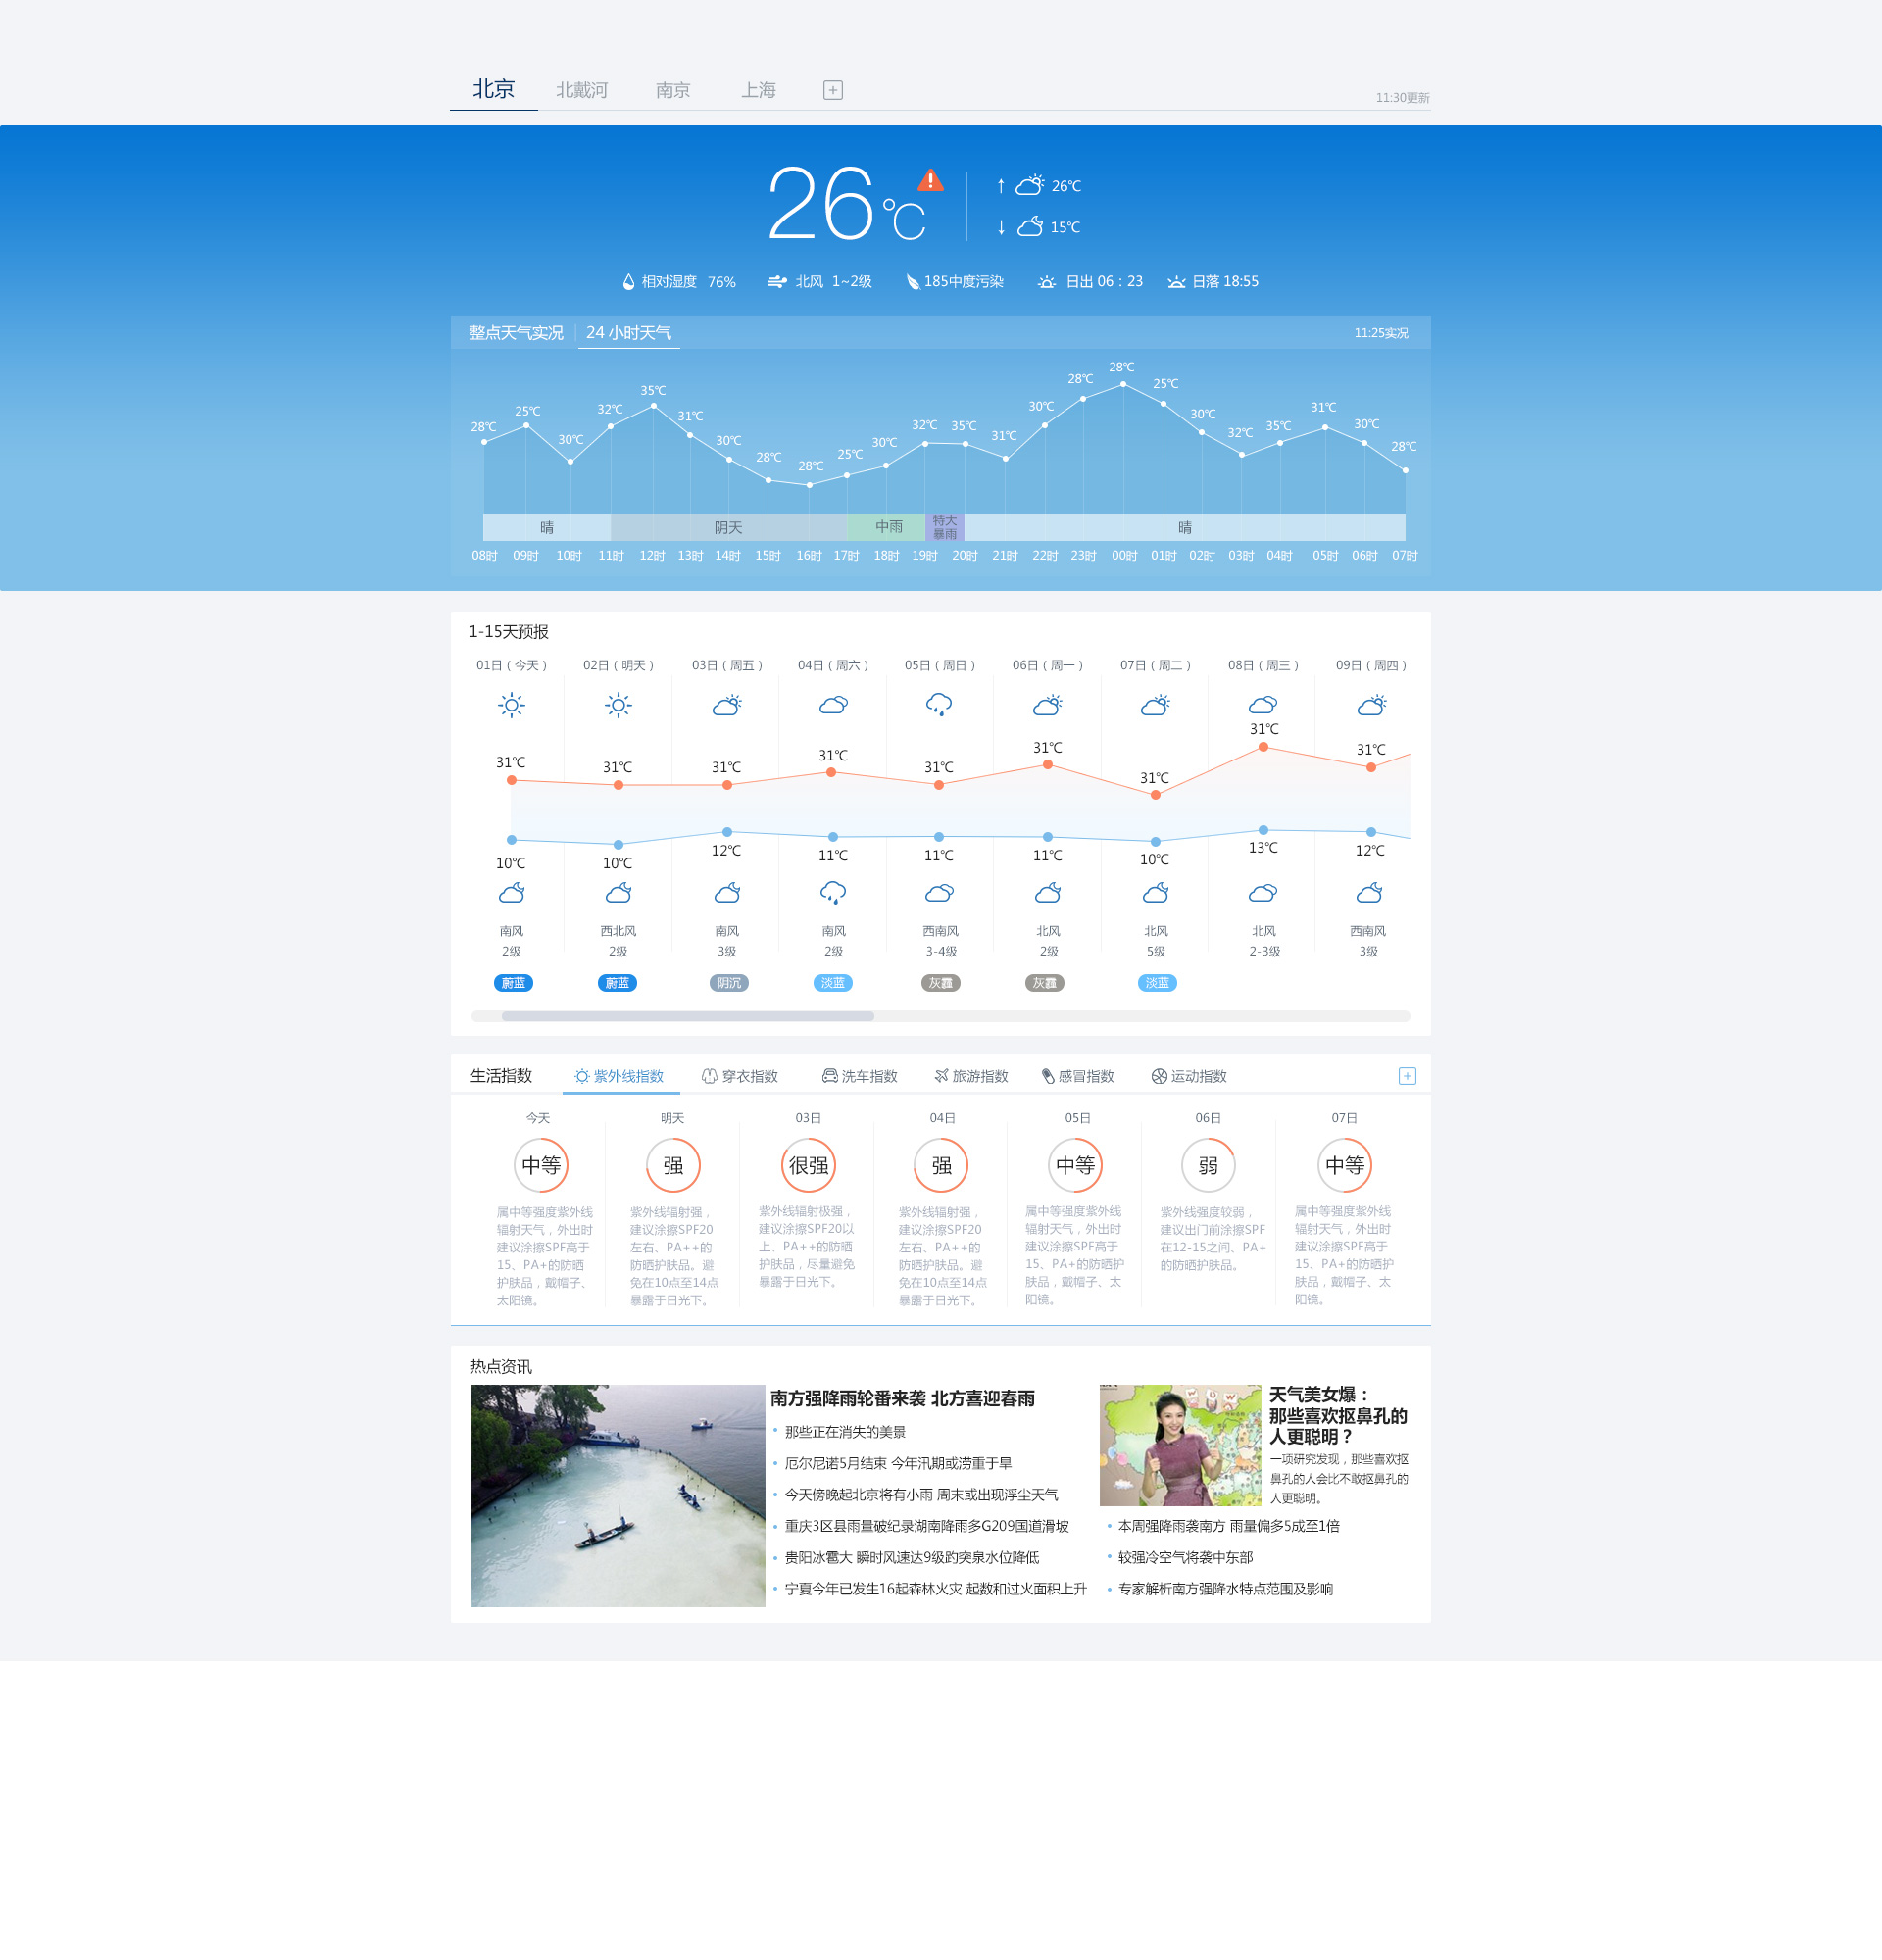 北京 北戴河 南京 上海
11:30更新
26℃
↑ 26℃
↓ 15℃
相对湿度 76% 北风 1~2级 185中度污染 日出 06：23 日落 18:55
整点天气实况 24 小时天气 11:25实况
28℃ 25℃ 30℃ 32℃ 35℃ 31℃ 30℃ 28℃ 28℃ 25℃ 30℃ 32℃ 35℃ 31℃ 30℃ 28℃ 28℃ 25℃ 30℃ 32℃ 35℃ 31℃ 30℃ 28℃
晴 阴天 中雨 特大暴雨 晴
08时 09时 10时 11时 12时 13时 14时 15时 16时 17时 18时 19时 20时 21时 22时 23时 00时 01时 02时 03时 04时 05时 06时 07时
1-15天预报
01日（今天） 02日（明天） 03日（周五） 04日（周六） 05日（周日） 06日（周一） 07日（周二） 08日（周三） 09日（周四）
31℃ 31℃ 31℃ 31℃ 31℃ 31℃ 31℃ 31℃ 31℃
10℃ 10℃ 12℃ 11℃ 11℃ 11℃ 10℃ 13℃ 12℃
南风 西北风 南风 南风 西南风 北风 北风 北风 西南风
2级 2级 3级 2级 3-4级 2级 5级 2-3级 3级
蔚蓝 蔚蓝 阴沉 淡蓝 灰霾 灰霾 淡蓝
生活指数 紫外线指数 穿衣指数 洗车指数 旅游指数 感冒指数 运动指数
今天
中等
属中等强度紫外线
辐射天气，外出时
建议涂擦SPF高于
15、PA+的防晒
护肤品，戴帽子、
太阳镜。
明天
强
紫外线辐射强，
建议涂擦SPF20
左右、PA++的
防晒护肤品。避
免在10点至14点
暴露于日光下。
03日
很强
紫外线辐射极强，
建议涂擦SPF20以
上、PA++的防晒
护肤品，尽量避免
暴露于日光下。
04日
强
紫外线辐射强，
建议涂擦SPF20
左右、PA++的
防晒护肤品。避
免在10点至14点
暴露于日光下。
05日
中等
属中等强度紫外线
辐射天气，外出时
建议涂擦SPF高于
15、PA+的防晒护
肤品，戴帽子、太
阳镜。
06日
弱
紫外线强度较弱，
建议出门前涂擦SPF
在12-15之间、PA+
的防晒护肤品。
07日
中等
属中等强度紫外线
辐射天气，外出时
建议涂擦SPF高于
15、PA+的防晒护
肤品，戴帽子、太
阳镜。
热点资讯
南方强降雨轮番来袭 北方喜迎春雨
那些正在消失的美景
厄尔尼诺5月结束 今年汛期或涝重于旱
今天傍晚起北京将有小雨 周末或出现浮尘天气
重庆3区县雨量破纪录湖南降雨多G209国道滑坡
贵阳冰雹大 瞬时风速达9级趵突泉水位降低
宁夏今年已发生16起森林火灾 起数和过火面积上升
天气美女爆：
那些喜欢抠鼻孔的
人更聪明？
一项研究发现，那些喜欢抠
鼻孔的人会比不敢抠鼻孔的
人更聪明。
本周强降雨袭南方 雨量偏多5成至1倍
较强冷空气将袭中东部
专家解析南方强降水特点范围及影响